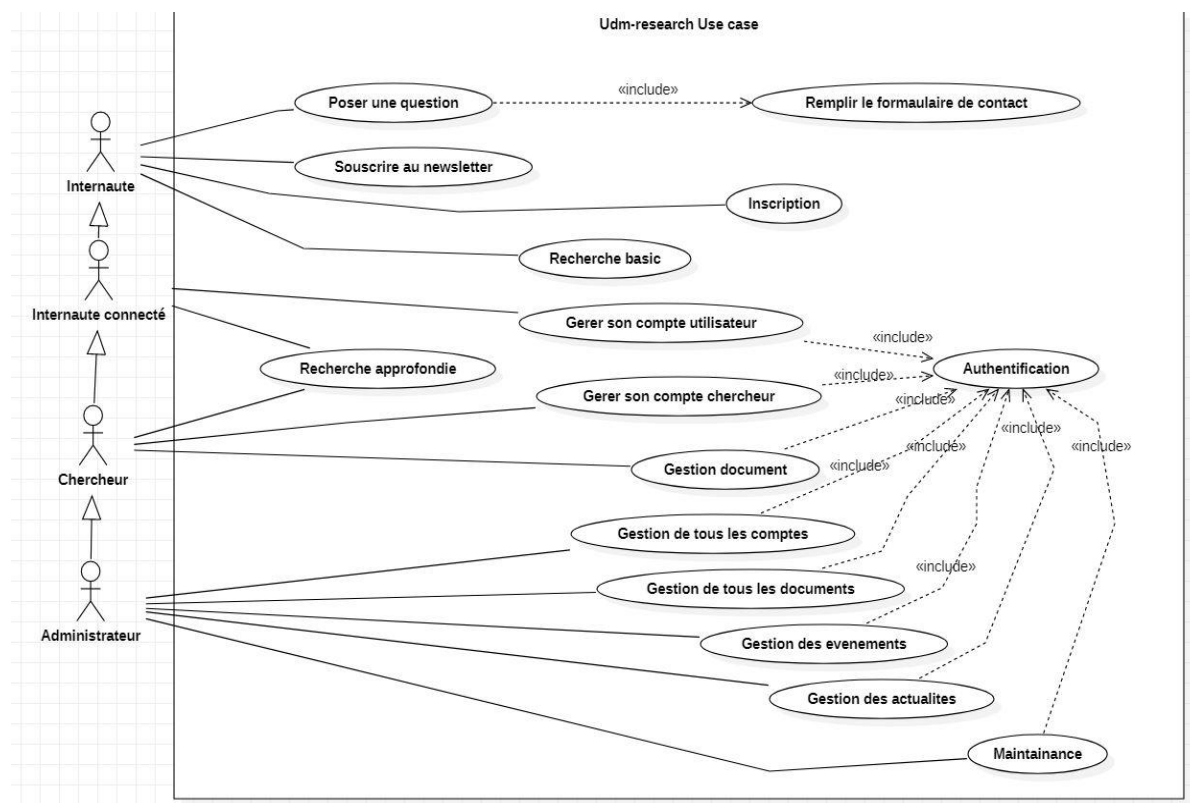 Udm-research Use case
«include»
Poser une question
Remplir le formaulaire de contact
Souscrire au newsletter
Internaute
Inscription
Recherche basic
Internaute connecté
Gerer son compte utilisateur
«include»
Recherche approfondie
«include»
Authentification
Gerer son compte chercheur
«include»
«include»
«include»
«include»
«include»
Gestion document
Chercheur
Gestion de tous les comptes
«include»
Gestion de tous les documents
Administrateur
Gestion des evenements
Gestion des actualites
Maintainance